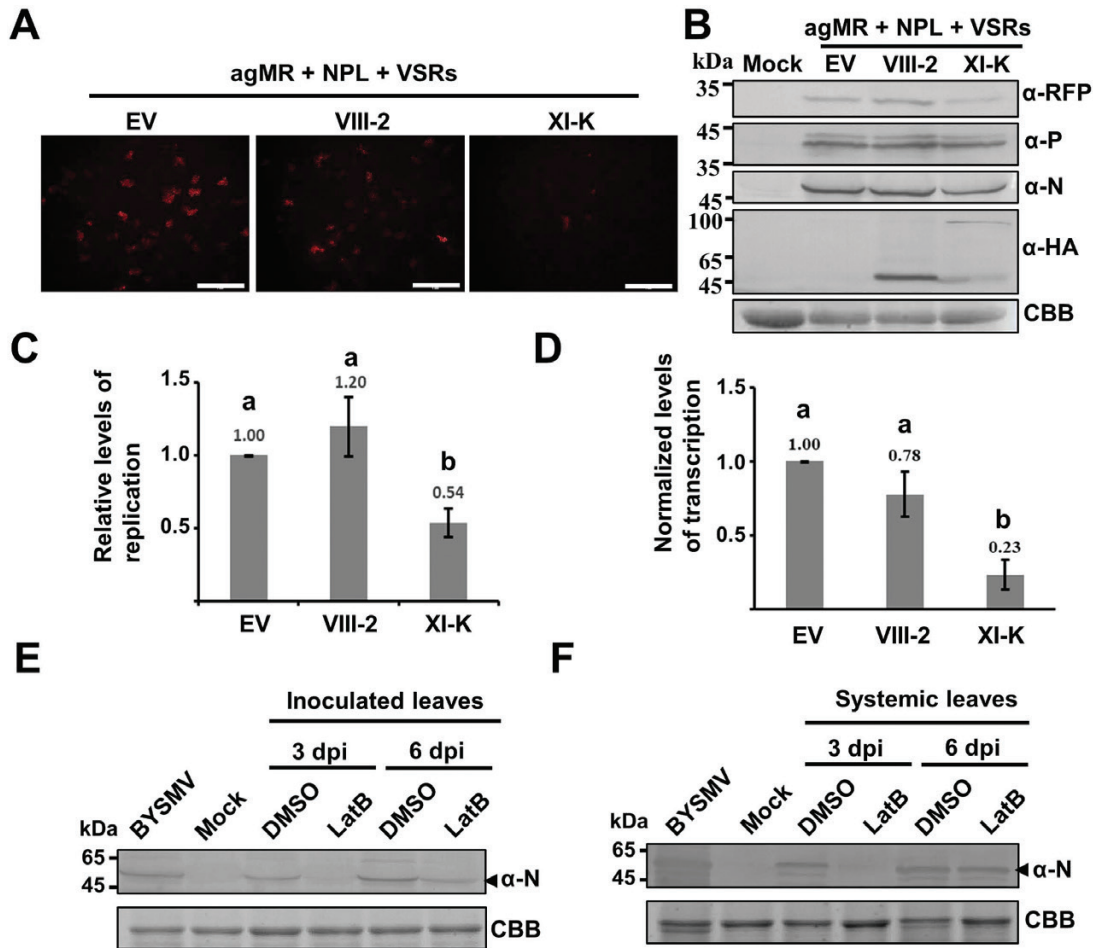 A
agMR + NPL + VSRs
EV VIII-2 XI-K
B
agMR + NPL + VSRs
kDa Mock EV VIII-2 XI-K
35 α-RFP
45 α-P
35
α-N
45
100
α-HA
65
45
CBB
C
Relative levels of
replication
1.5
1.0
0.5
a
1.00
a
1.20
b
0.54
EV VIII-2 XI-K
D
Normalized levels
of transcription
1.5
1.0
0.5
a
1.00
a
0.78
b
0.23
EV VIII-2 XI-K
E
Inoculated leaves
3 dpi 6 dpi
BYSMV Mock DMSO LatB DMSO LatB
kDa
65
45 α-N
CBB
F
Systemic leaves
3 dpi 6 dpi
BYSMV Mock DMSO LatB DMSO LatB
kDa
65
45 α-N
CBB